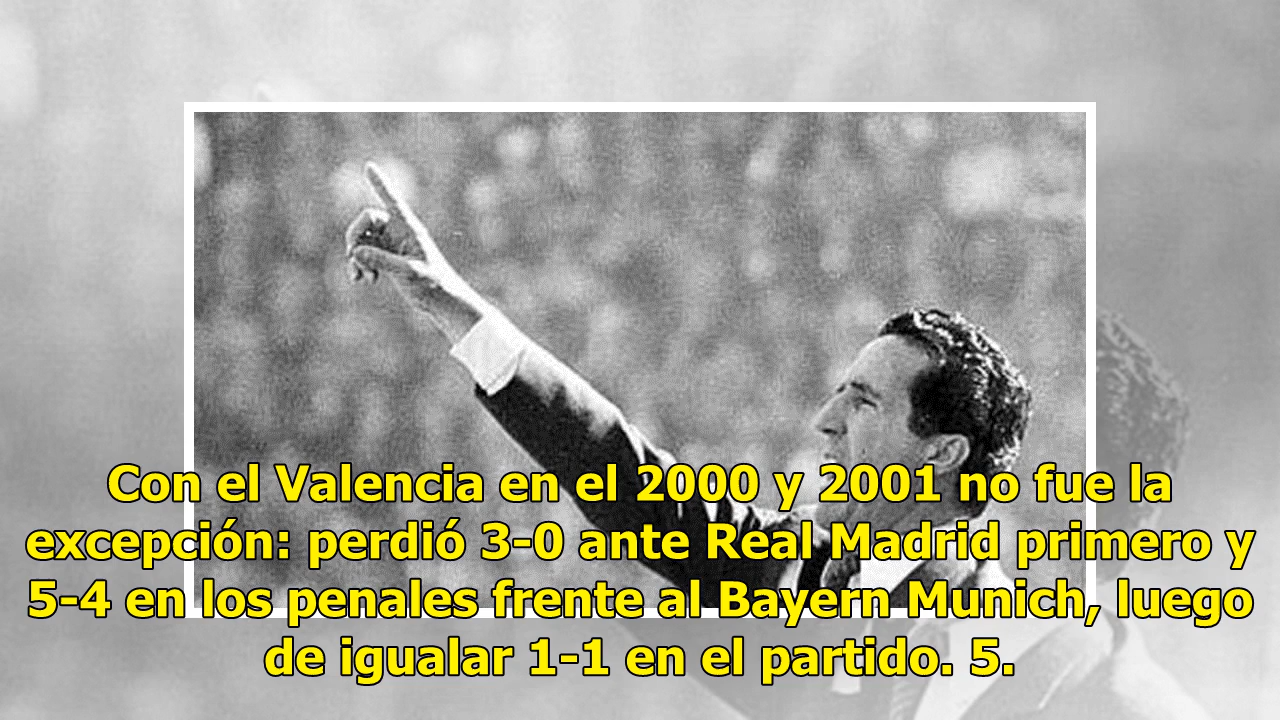 Con el Valencia en el 2000 y 2001 no fue la
excepción: perdió 3-0 ante Real Madrid primero y
5-4 en los penales frente al Bayern Munich, luego
de igualar 1-1 en el partido. 5.